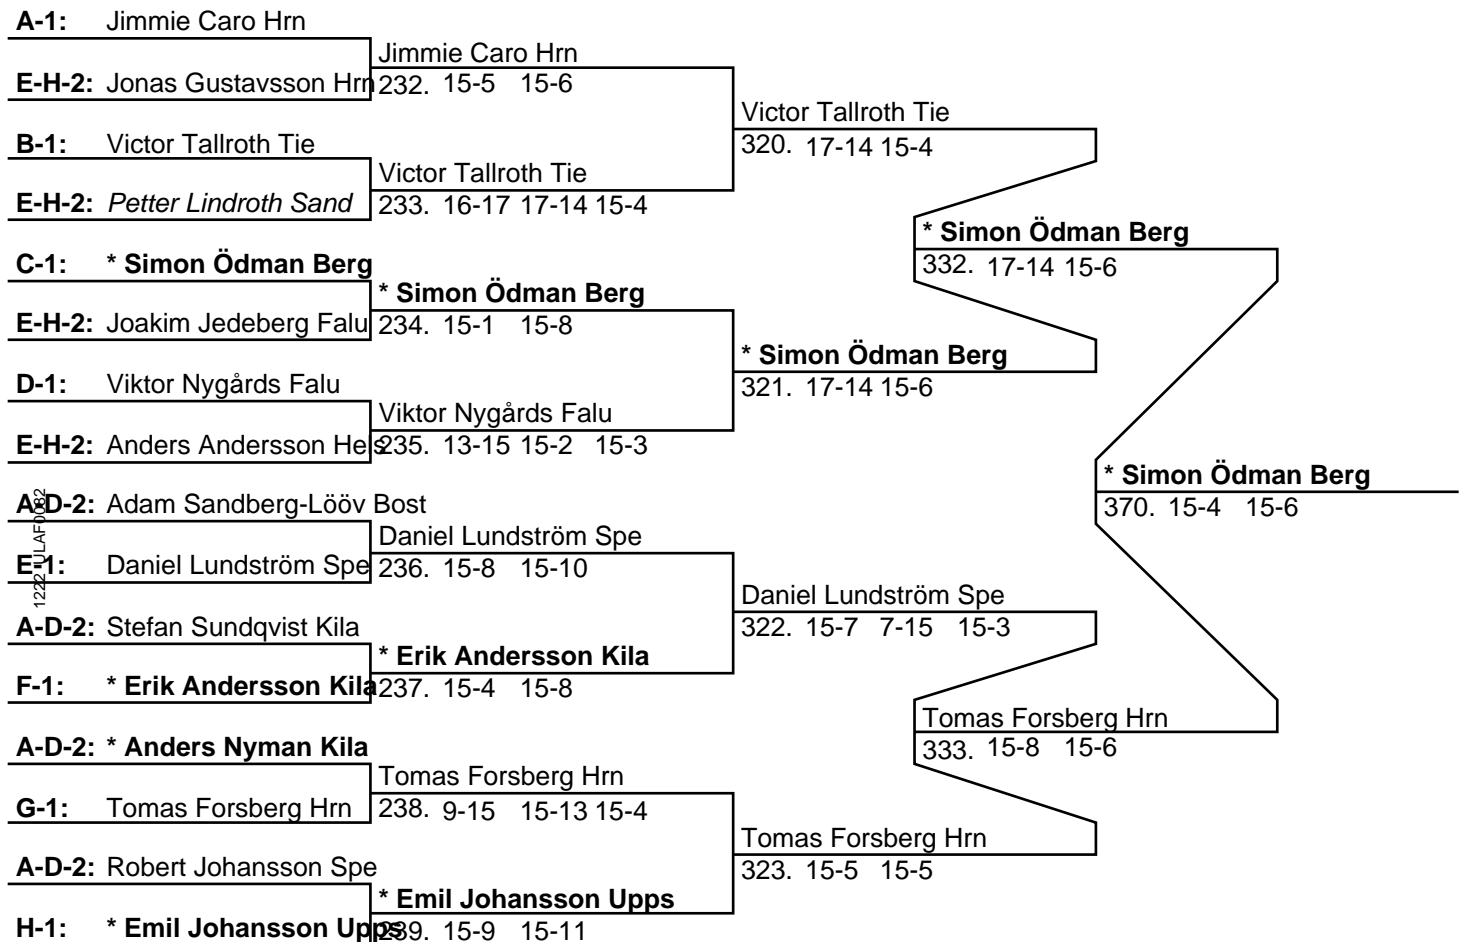 A-1: Jimmie Caro Hrn
Jimmie Caro Hrn
E-H-2: Jonas Gustavsson Hrn
232. 15-5 15-6
Victor Tallroth Tie
320. 17-14 15-4
B-1: Victor Tallroth Tie
Victor Tallroth Tie
E-H-2: Petter Lindroth Sand
233. 16-17 17-14 15-4
* Simon Ödman Berg
332. 17-14 15-6
C-1: * Simon Ödman Berg
* Simon Ödman Berg
E-H-2: Joakim Jedeberg Falu
234. 15-1 15-8
* Simon Ödman Berg
321. 17-14 15-6
D-1: Viktor Nygårds Falu
Viktor Nygårds Falu
E-H-2: Anders Andersson Hels
235. 13-15 15-2 15-3
* Simon Ödman Berg
370. 15-4 15-6
A-D-2: Adam Sandberg-Lööv Bost
Daniel Lundström Spe
E-1: Daniel Lundström Spe
236. 15-8 15-10
Daniel Lundström Spe
322. 15-7 7-15 15-3
A-D-2: Stefan Sundqvist Kila
* Erik Andersson Kila
F-1: * Erik Andersson Kila
237. 15-4 15-8
Tomas Forsberg Hrn
333. 15-8 15-6
A-D-2: * Anders Nyman Kila
Tomas Forsberg Hrn
G-1: Tomas Forsberg Hrn
238. 9-15 15-13 15-4
Tomas Forsberg Hrn
323. 15-5 15-5
A-D-2: Robert Johansson Spe
* Emil Johansson Upps
H-1: * Emil Johansson Upps
239. 15-9 15-11